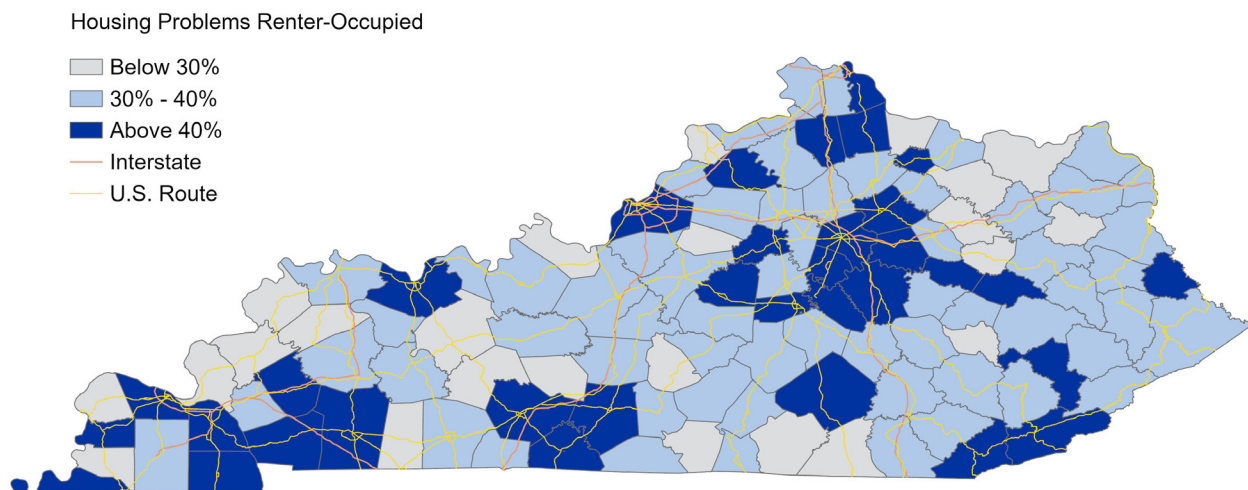 Housing Problems Renter-Occupied
Below 30%
30% - 40%
Above 40%
Interstate
U.S. Route